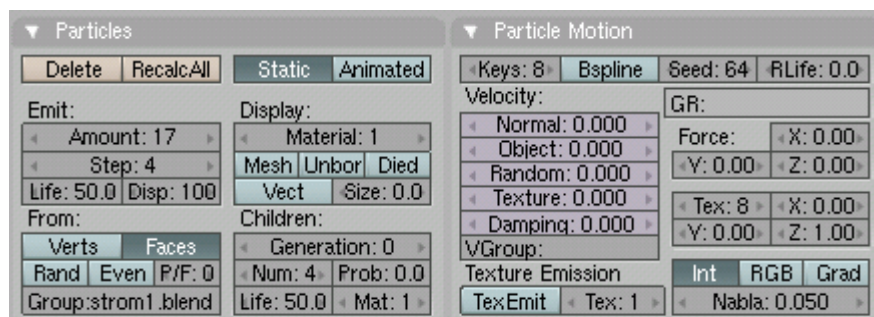 Particles
Delete RecalcAll Static Animated
Emit: Display:
Amount: 17 Material: 1
Step: 4 Mesh Unbor Died
Life: 50.0 Disp: 100 Vect Size: 0.0
From: Children:
Verts Faces Generation: 0
Rand Even P/F: 0 Num: 4 Prob: 0.0
Group:strom1.blend Life: 50.0 Mat: 1
Particle Motion
Keys: 8 Bspline Seed: 64 RLife: 0.0
Velocity: GR:
Normal: 0.000 Force: X: 0.00
Object: 0.000
Random: 0.000 Y: 0.00 Z: 0.00
Texture: 0.000 Tex: 8 X: 0.00
Damping: 0.000 Y: 0.00 Z: 1.00
VGroup:
Texture Emission Int RGB Grad
TexEmit Tex: 1 Nabla: 0.050